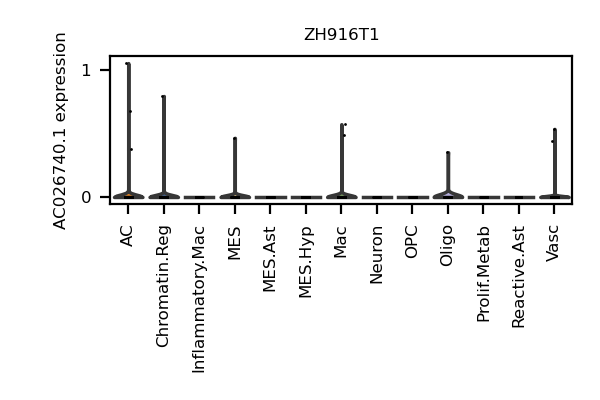 ZH916T1
AC026740.1 expression
1
0
AC
Chromatin.Reg
Inflammatory.Mac
MES
MES.Ast
MES.Hyp
Mac
Neuron
OPC
Oligo
Prolif.Metab
Reactive.Ast
Vasc